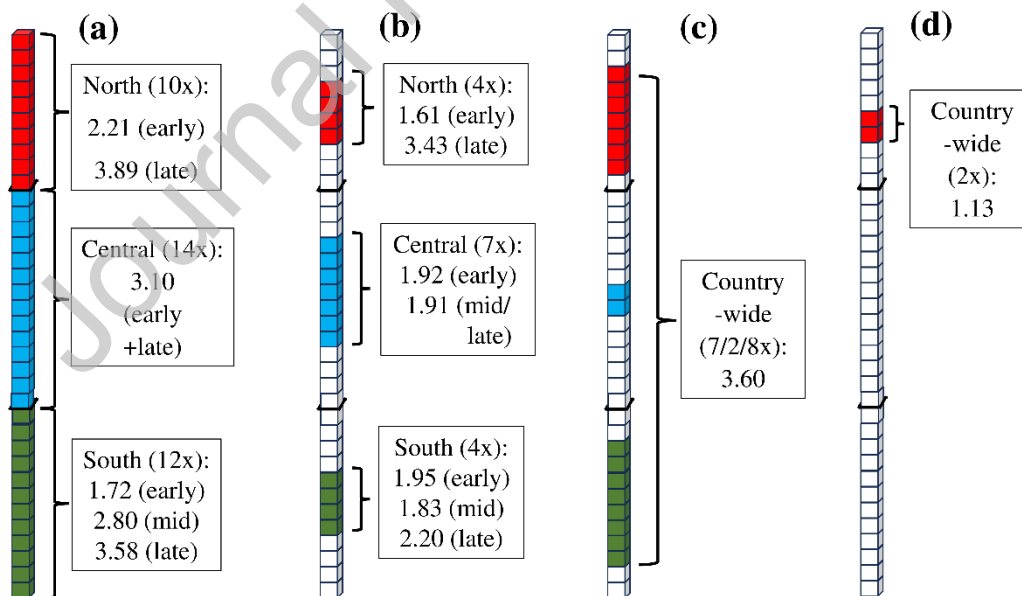 (a)
North (10x):
2.21 (early)
3.89 (late)
Central (14x):
3.10
(early
+late)
South (12x):
1.72 (early)
2.80 (mid)
3.58 (late)
(b)
North (4x):
1.61 (early)
3.43 (late)
Central (7x):
1.92 (early)
1.91 (mid/
late)
South (4x):
1.95 (early)
1.83 (mid)
2.20 (late)
(c)
Country
-wide
(7/2/8x):
3.60
(d)
Country
-wide
(2x):
1.13
Journal